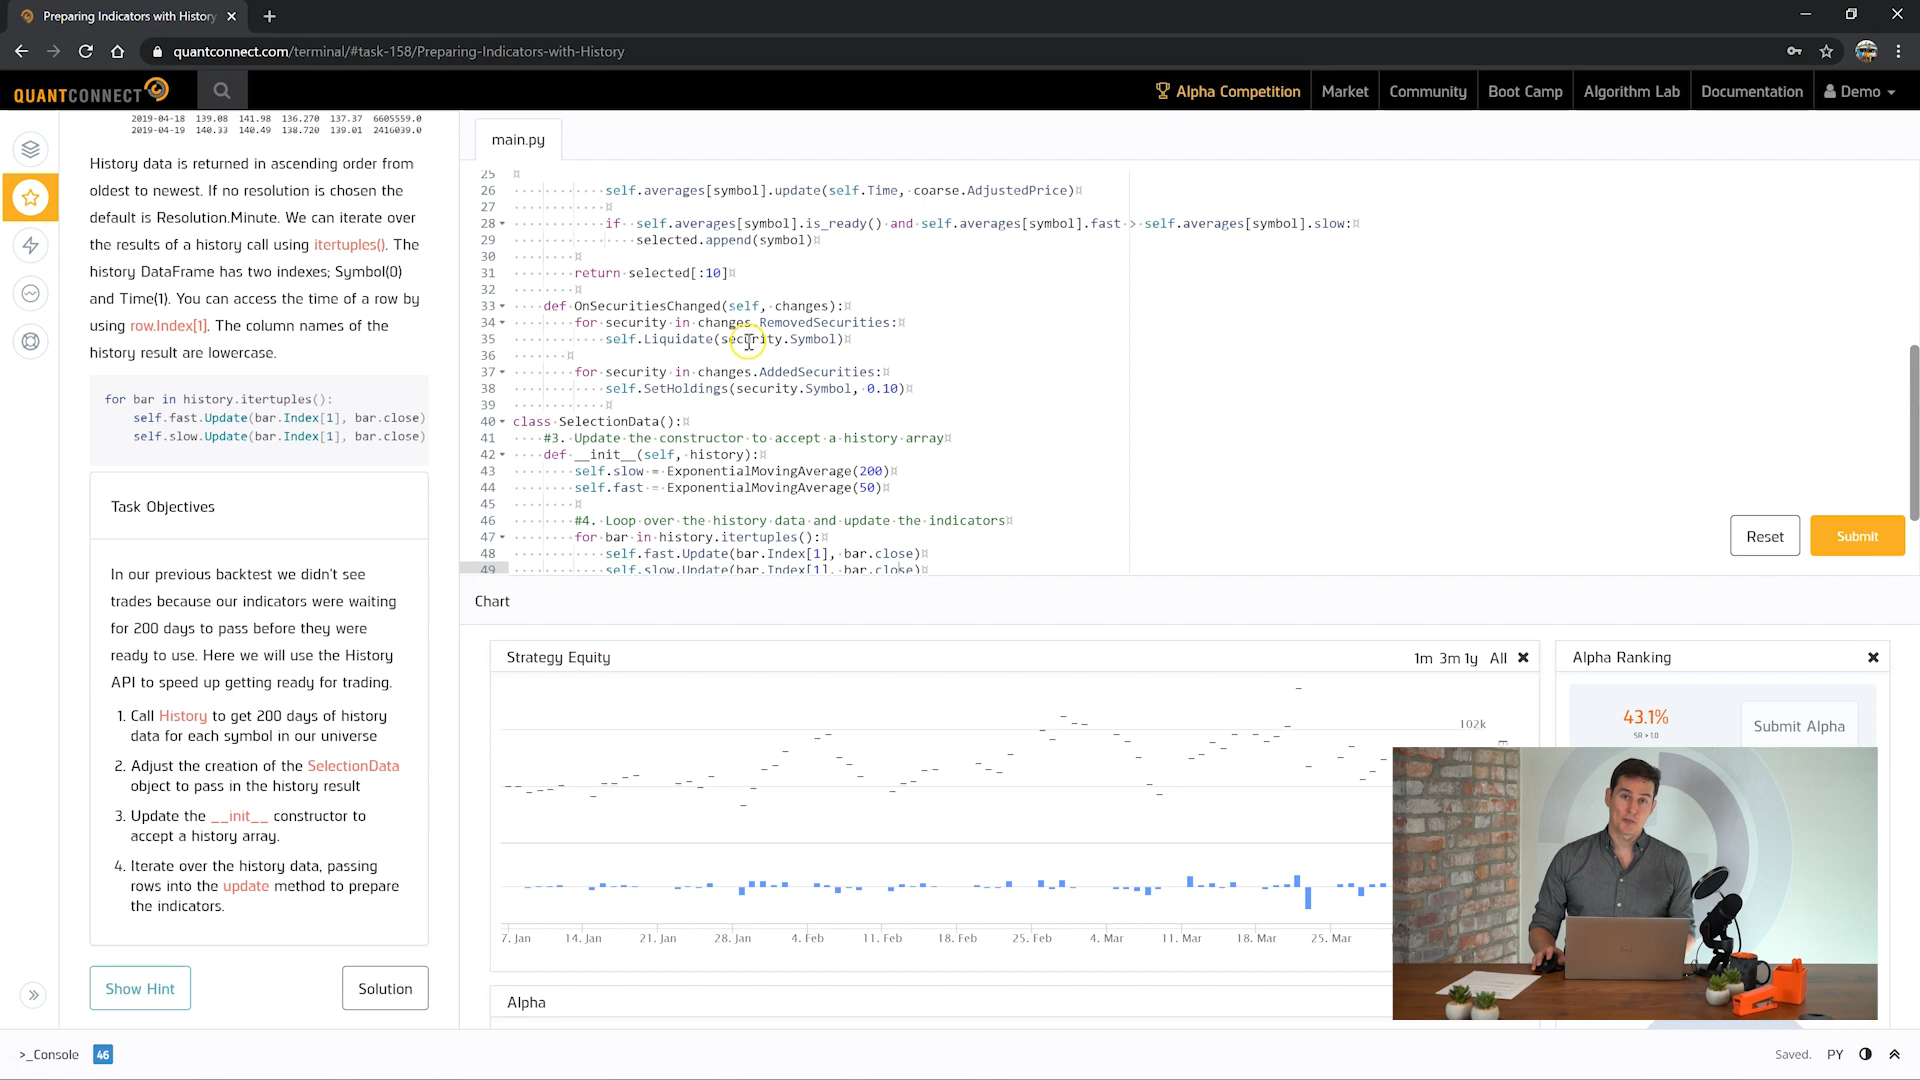 Preparing Indicators with History
quantconnect.com/terminal/#task-158/Preparing-Indicators-with-History
QUANTCONNECT
Alpha Competition
Market
Community
Boot Camp
Algorithm Lab
Documentation
Demo
2019-04-18 139.08 141.98 136.270 137.37 6605559.0
2019-04-19 140.33 140.49 138.720 139.01 2416039.0
History data is returned in ascending order from
oldest to newest. If no resolution is chosen the
default is Resolution.Minute. We can iterate over
the results of a history call using itertuples(). The
history DataFrame has two indexes; Symbol(0)
and Time(1). You can access the time of a row by
using row.Index[1]. The column names of the
history result are lowercase.
for bar in history.itertuples():
self.fast.Update(bar.Index[1], bar.close)
self.slow.Update(bar.Index[1], bar.close)
Task Objectives
In our previous backtest we didn't see
trades because our indicators were waiting
for 200 days to pass before they were
ready to use. Here we will use the History
API to speed up getting ready for trading.
1. Call History to get 200 days of history
data for each symbol in our universe
2. Adjust the creation of the SelectionData
object to pass in the history result
3. Update the __init__ constructor to
accept a history array.
4. Iterate over the history data, passing
rows into the update method to prepare
the indicators.
Show Hint
Solution
main.py
25
26 self.averages[symbol].update(self.Time, coarse.AdjustedPrice)
27
28 if self.averages[symbol].is_ready() and self.averages[symbol].fast > self.averages[symbol].slow:
29 selected.append(symbol)
30
31 return selected[:10]
32
33 def OnSecuritiesChanged(self, changes):
34 for security in changes.RemovedSecurities:
35 self.Liquidate(security.Symbol)
36
37 for security in changes.AddedSecurities:
38 self.SetHoldings(security.Symbol, 0.10)
39
40 class SelectionData():
41 #3. Update the constructor to accept a history array
42 def __init__(self, history):
43 self.slow = ExponentialMovingAverage(200)
44 self.fast = ExponentialMovingAverage(50)
45
46 #4. Loop over the history data and update the indicators
47 for bar in history.itertuples():
48 self.fast.Update(bar.Index[1], bar.close)
49 self.slow.Update(bar.Index[1], bar.close)
Reset
Submit
Chart
Strategy Equity
1m 3m 1y All
102k
7. Jan 14. Jan 21. Jan 28. Jan 4. Feb 11. Feb 18. Feb 25. Feb 4. Mar 11. Mar 18. Mar 25. Mar
Alpha
Alpha Ranking
43.1%
SR > 1.0
Submit Alpha
>_Console 46
Saved. PY